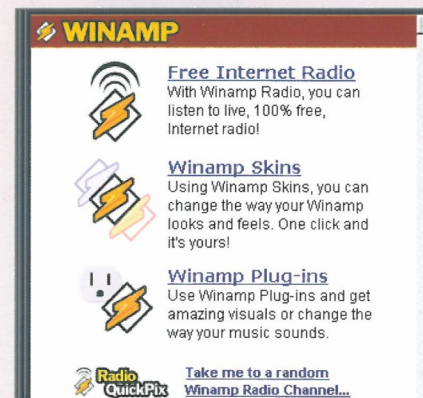 WINAMP
Free Internet Radio
With Winamp Radio, you can
listen to live, 100% free,
Internet radio!
Winamp Skins
Using Winamp Skins, you can
change the way your Winamp
looks and feels. One click and
it's yours!
Winamp Plug-ins
Use Winamp Plug-ins and get
amazing visuals or change the
way your music sounds.
Radio
QuickPix
Take me to a random
Winamp Radio Channel...